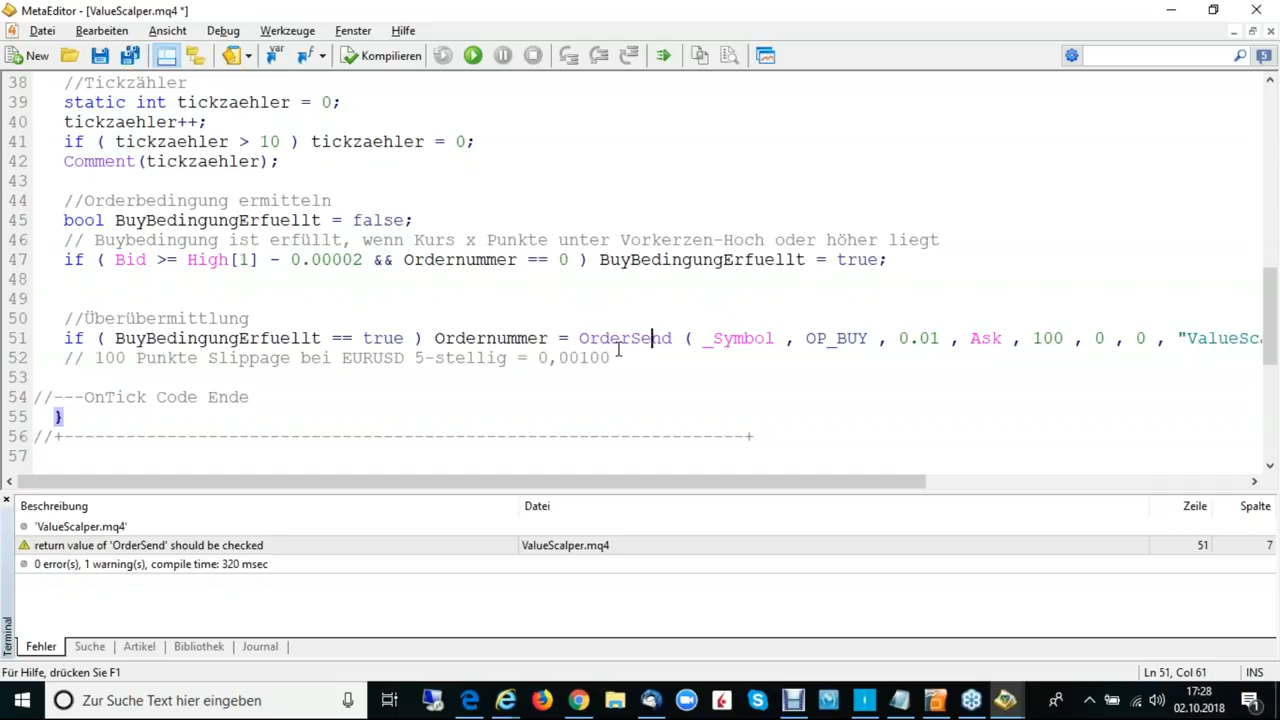 MetaEditor - [ValueScalper.mq4 *]
Datei Bearbeiten Ansicht Debug Werkzeuge Fenster Hilfe
New var Kompilieren 5
38 //Tickzähler
39 static int tickzaehler = 0;
40 tickzaehler++;
41 if ( tickzaehler > 10 ) tickzaehler = 0;
42 Comment(tickzaehler);
43
44 //Orderbedingung ermitteln
45 bool BuyBedingungErfuellt = false;
46 // Buybedingung ist erfüllt, wenn Kurs x Punkte unter Vorkerzen-Hoch oder höher liegt
47 if ( Bid >= High[1] - 0.00002 && Ordernummer == 0 ) BuyBedingungErfuellt = true;
48
49
50 //Überübermittlung
51 if ( BuyBedingungErfuellt == true ) Ordernummer = OrderSend ( _Symbol , OP_BUY , 0.01 , Ask , 100 , 0 , 0 , "ValueSca
52 // 100 Punkte Slippage bei EURUSD 5-stellig = 0,00100
53
54 //---OnTick Code Ende
55 }
56 //+------------------------------------------------------------------+
57
Beschreibung Datei Zeile Spalte
'ValueScalper.mq4'
return value of 'OrderSend' should be checked ValueScalper.mq4 51 7
0 error(s), 1 warning(s), compile time: 320 msec
Terminal
Fehler Suche Artikel Bibliothek Journal
Für Hilfe, drücken Sie F1 Ln 51, Col 61 INS
Zur Suche Text hier eingeben
17:28
02.10.2018